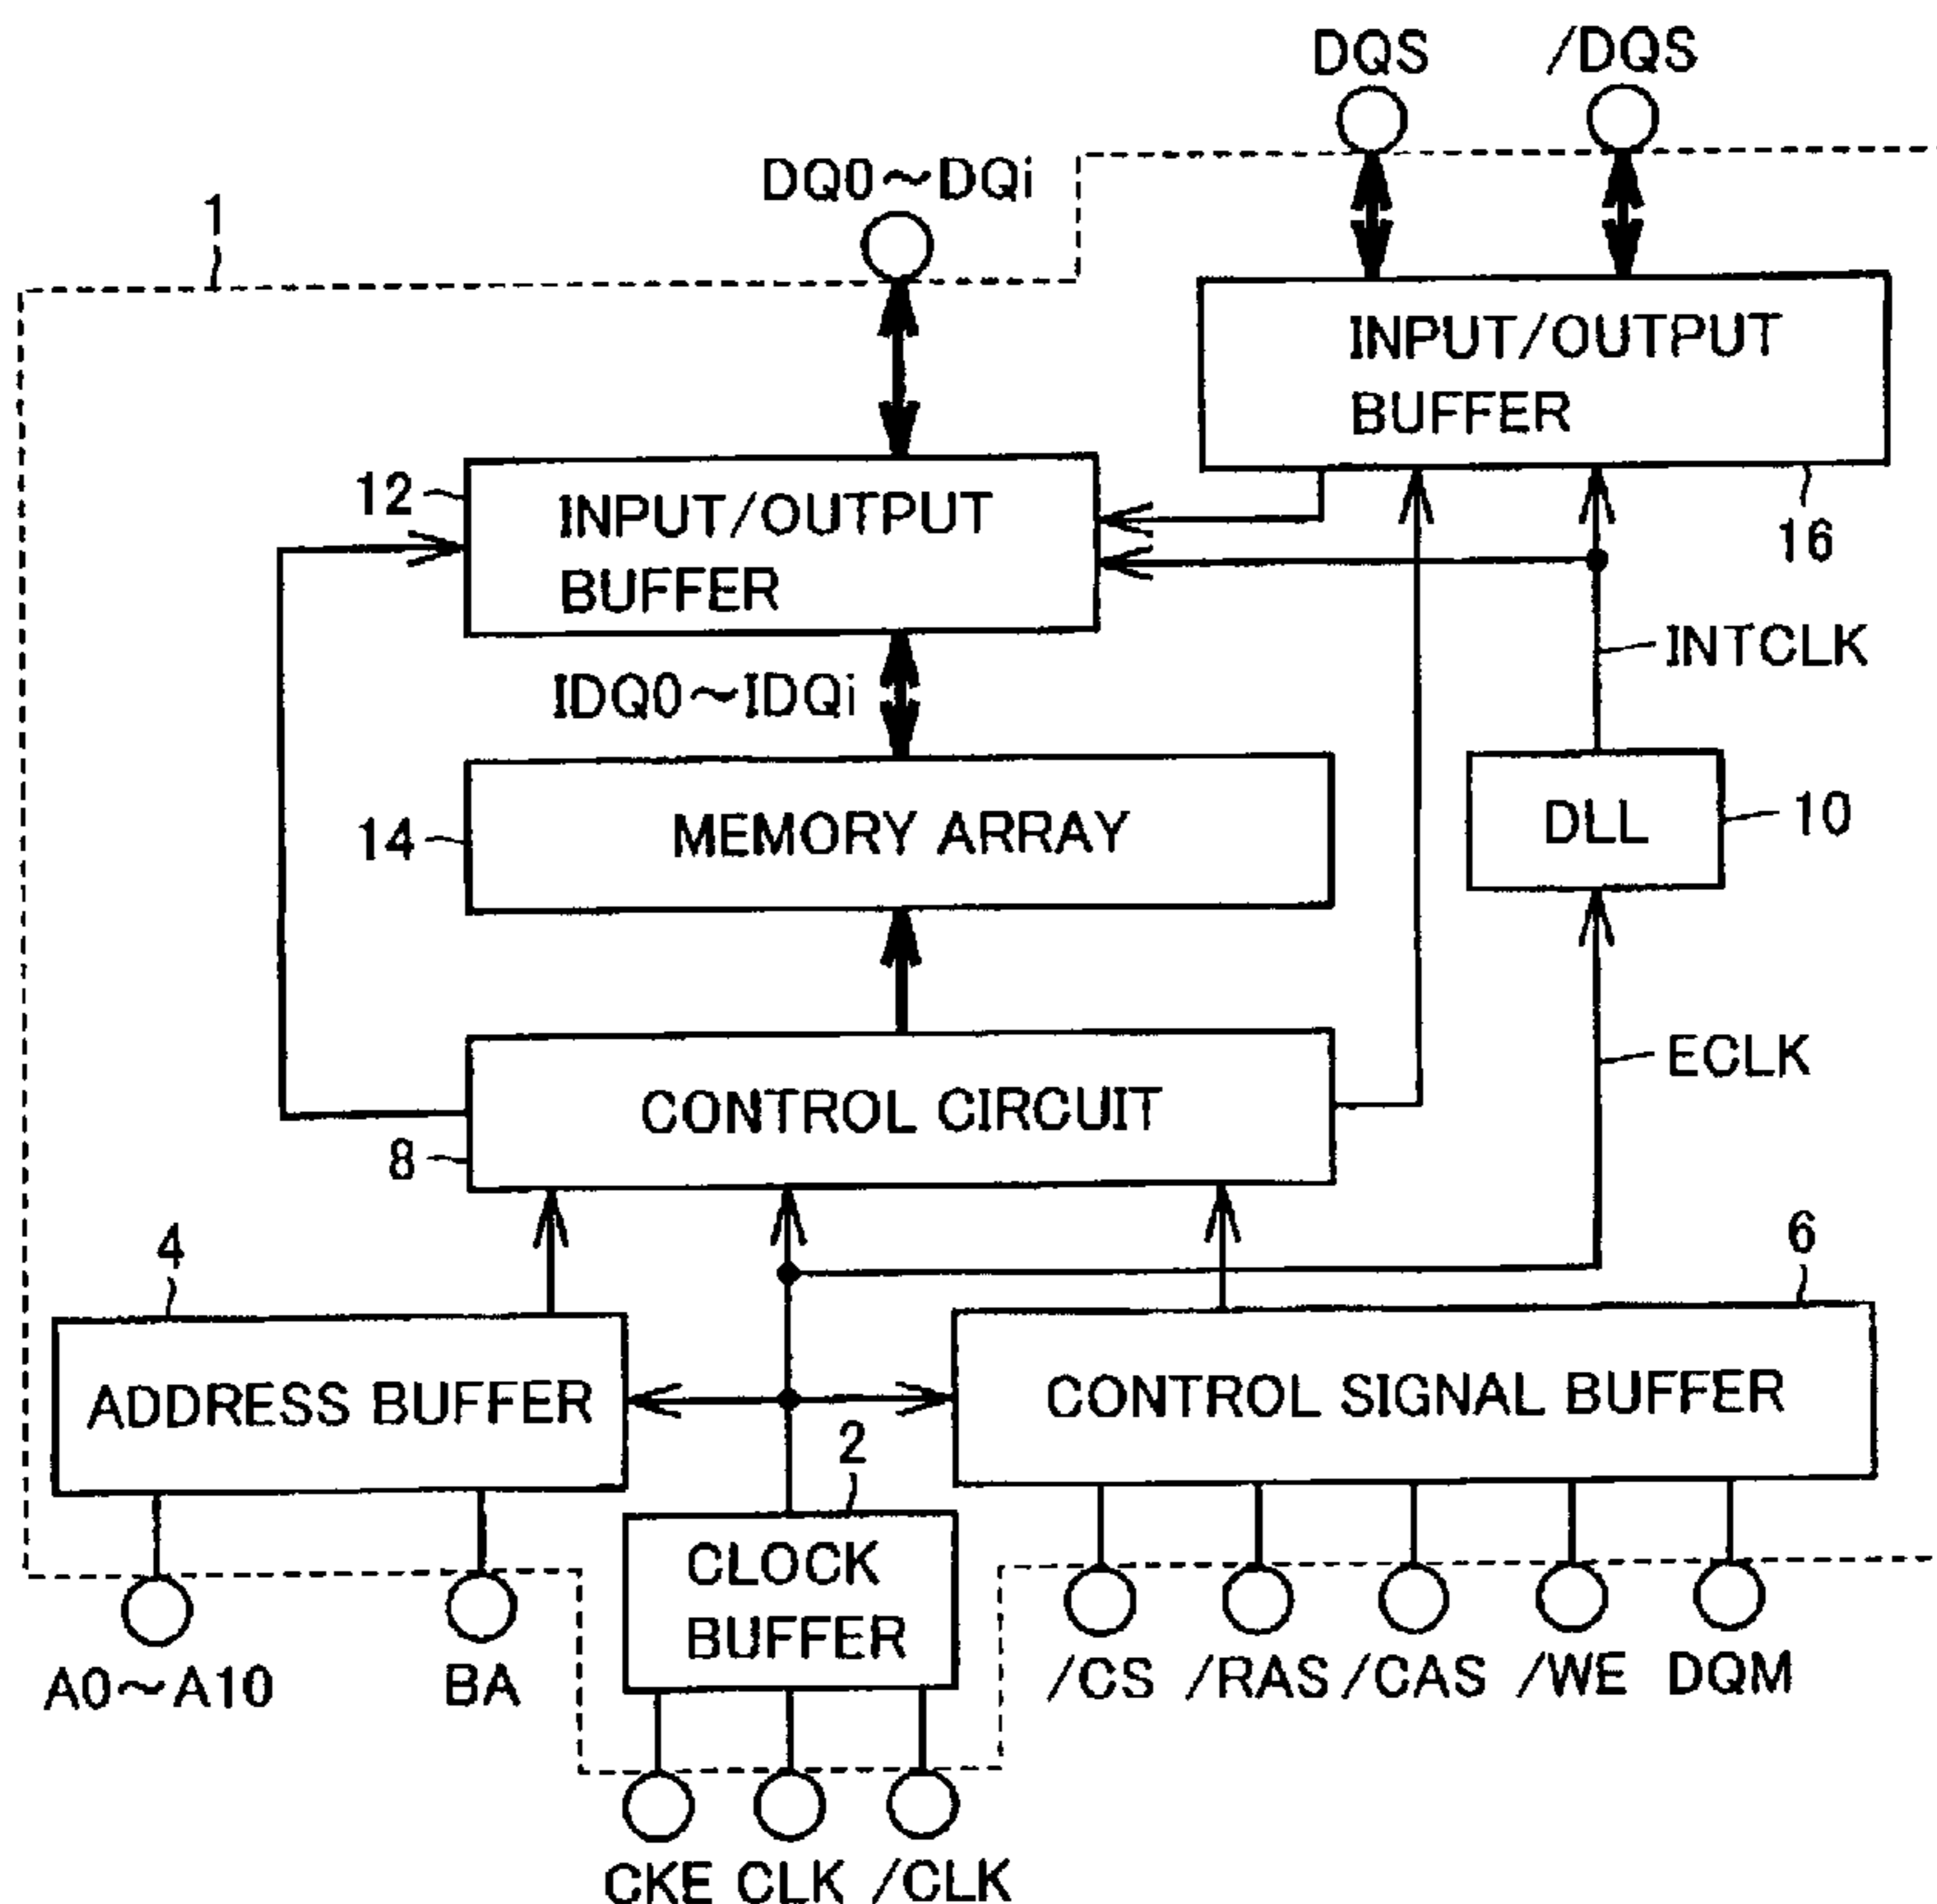 DQS /DQS
DQ0~DQi
1
INPUT/OUTPUT
BUFFER
16
12
INPUT/OUTPUT
BUFFER
INTCLK
IDQ0~IDQi
DLL
10
14
MEMORY ARRAY
ECLK
CONTROL CIRCUIT
8
4
6
ADDRESS BUFFER
CONTROL SIGNAL BUFFER
2
CLOCK
BUFFER
A0~A10 BA
/CS /RAS /CAS /WE DQM
CKE CLK /CLK